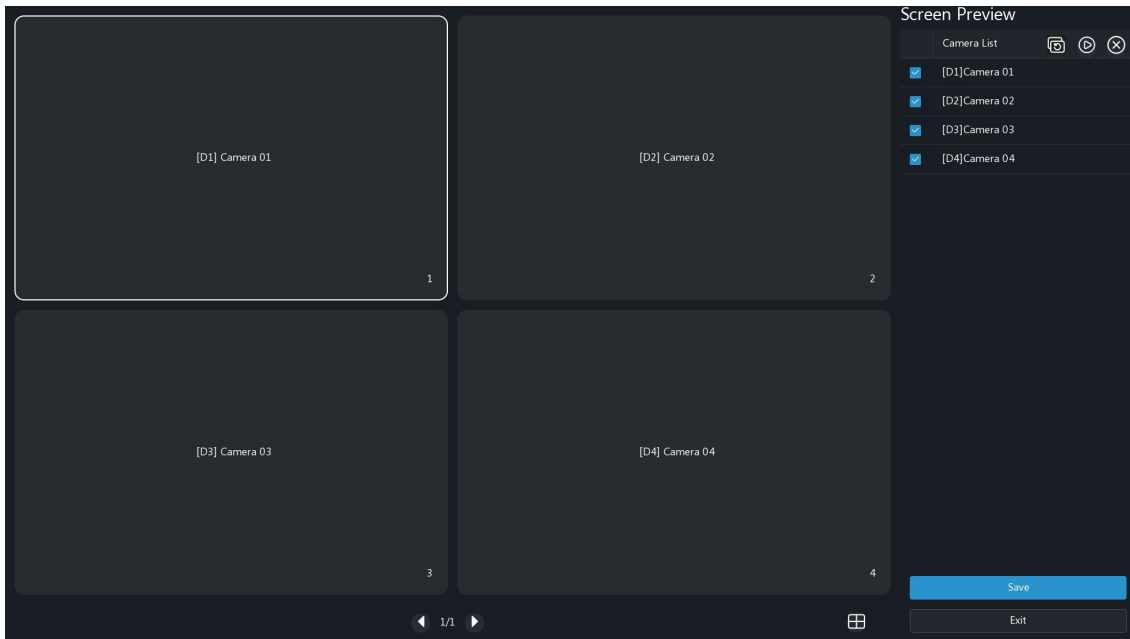 Screen Preview
Camera List
[D1]Camera 01
[D2]Camera 02
[D3]Camera 03
[D4]Camera 04
[D1] Camera 01
1
[D2] Camera 02
2
[D3] Camera 03
3
[D4] Camera 04
4
1/1
Save
Exit